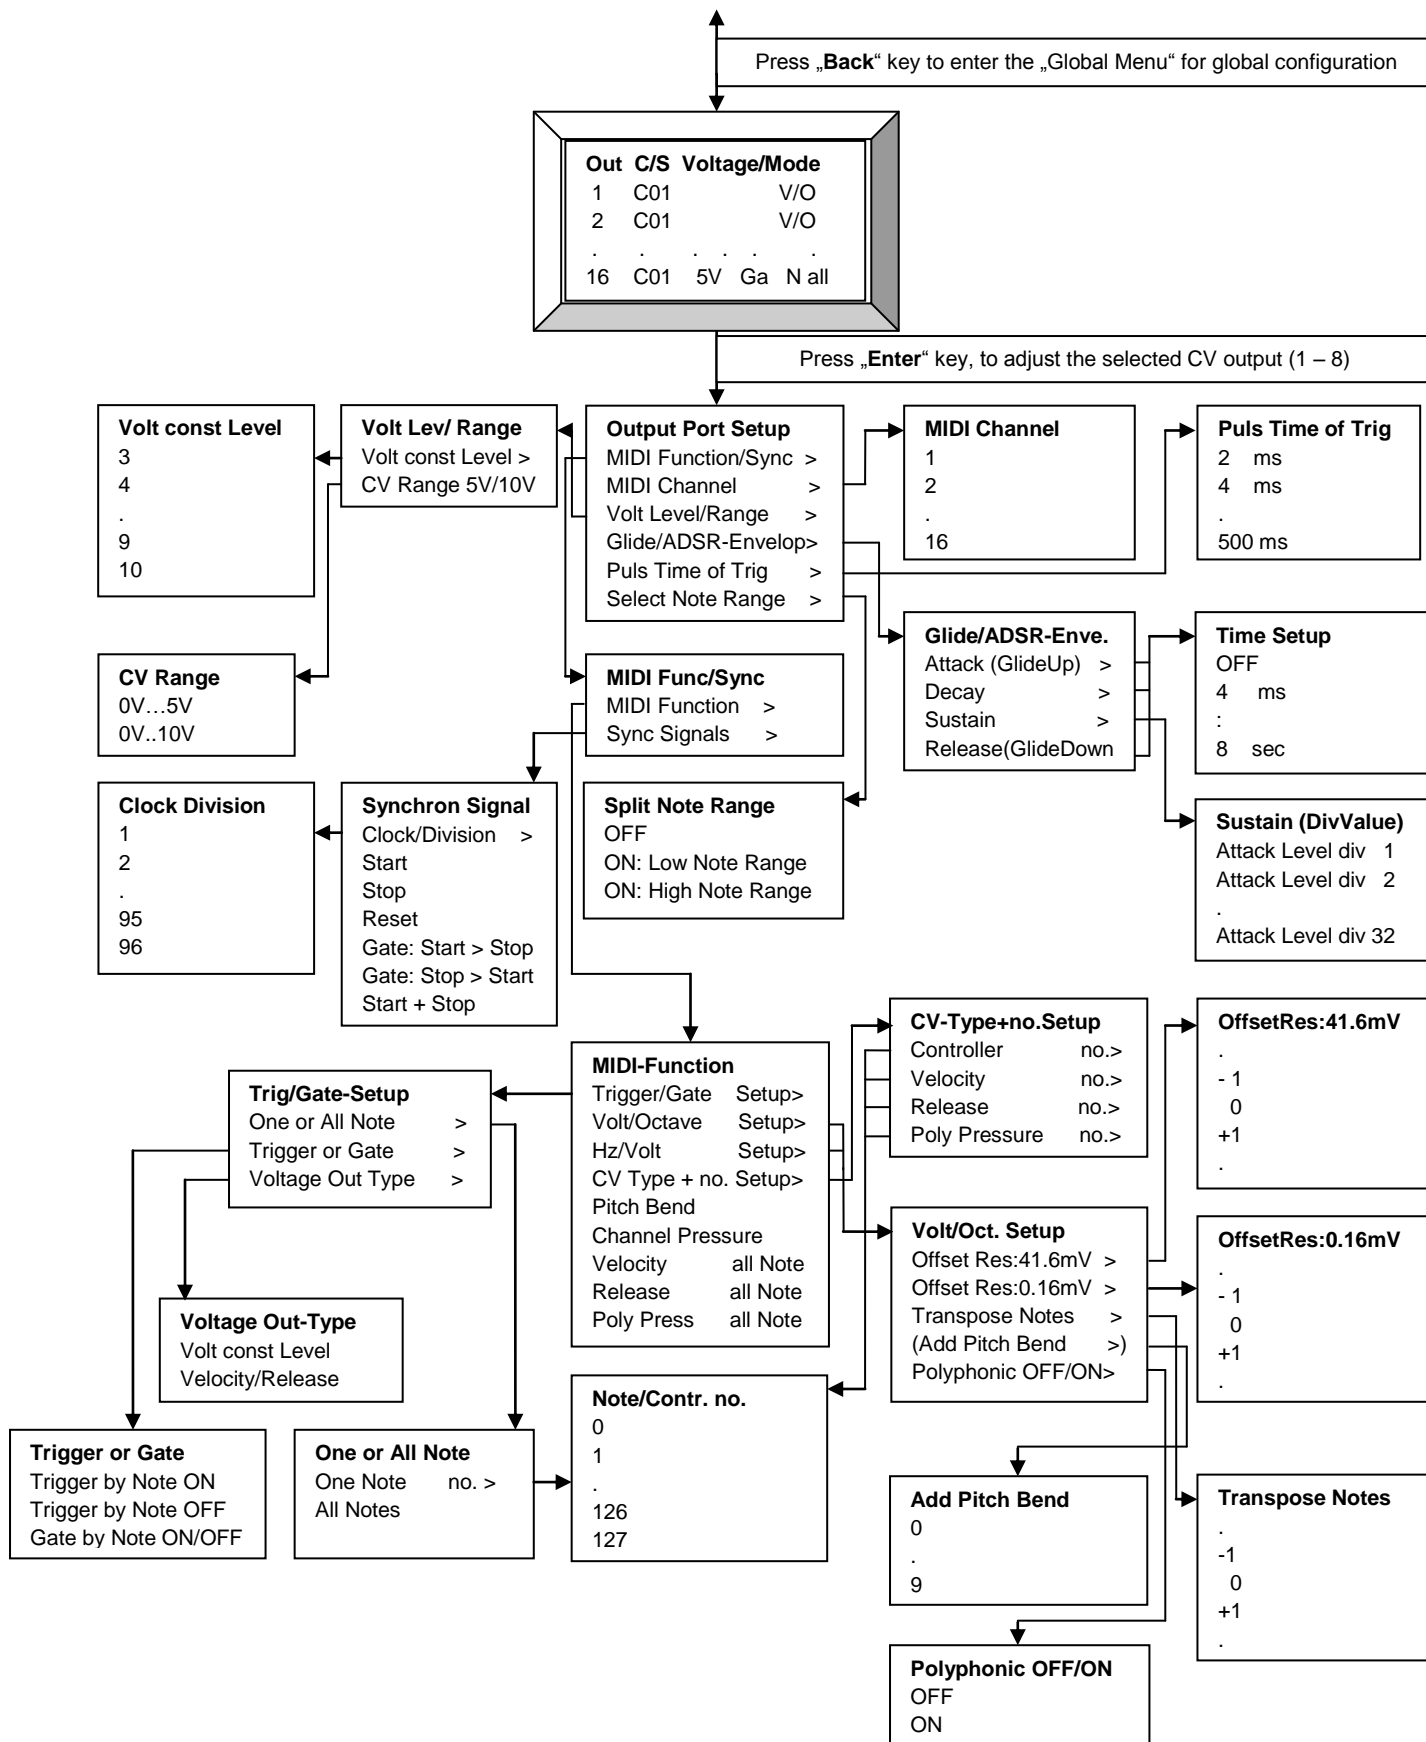 Press „Back“ key to enter the „Global Menu“ for global configuration
Out C/S Voltage/Mode
1 C01 V/O
2 C01 V/O
. . . . . .
16 C01 5V Ga N all
Press „Enter“ key, to adjust the selected CV output (1 – 8)
Volt const Level
3
4
.
9
10
Volt Lev/ Range
Volt const Level >
CV Range 5V/10V
Output Port Setup
MIDI Function/Sync >
MIDI Channel >
Volt Level/Range >
Glide/ADSR-Envelop>
Puls Time of Trig >
Select Note Range >
MIDI Channel
1
2
.
16
Puls Time of Trig
2 ms
4 ms
.
500 ms
CV Range
0V...5V
0V..10V
MIDI Func/Sync
MIDI Function >
Sync Signals >
Glide/ADSR-Enve.
Attack (GlideUp) >
Decay >
Sustain >
Release(GlideDown
Time Setup
OFF
4 ms
:
8 sec
Clock Division
1
2
.
95
96
Synchron Signal
Clock/Division >
Start
Stop
Reset
Gate: Start > Stop
Gate: Stop > Start
Start + Stop
Split Note Range
OFF
ON: Low Note Range
ON: High Note Range
Sustain (DivValue)
Attack Level div 1
Attack Level div 2
.
Attack Level div 32
Trig/Gate-Setup
One or All Note >
Trigger or Gate >
Voltage Out Type >
MIDI-Function
Trigger/Gate Setup>
Volt/Octave Setup>
Hz/Volt Setup>
CV Type + no. Setup>
Pitch Bend
Channel Pressure
Velocity all Note
Release all Note
Poly Press all Note
CV-Type+no.Setup
Controller no.>
Velocity no.>
Release no.>
Poly Pressure no.>
OffsetRes:41.6mV
.
- 1
0
+1
.
Volt/Oct. Setup
Offset Res:41.6mV >
Offset Res:0.16mV >
Transpose Notes >
(Add Pitch Bend >)
Polyphonic OFF/ON>
OffsetRes:0.16mV
.
- 1
0
+1
.
Voltage Out-Type
Volt const Level
Velocity/Release
Trigger or Gate
Trigger by Note ON
Trigger by Note OFF
Gate by Note ON/OFF
One or All Note
One Note no. >
All Notes
Note/Contr. no.
0
1
.
126
127
Add Pitch Bend
0
.
9
Transpose Notes
.
-1
0
+1
.
Polyphonic OFF/ON
OFF
ON